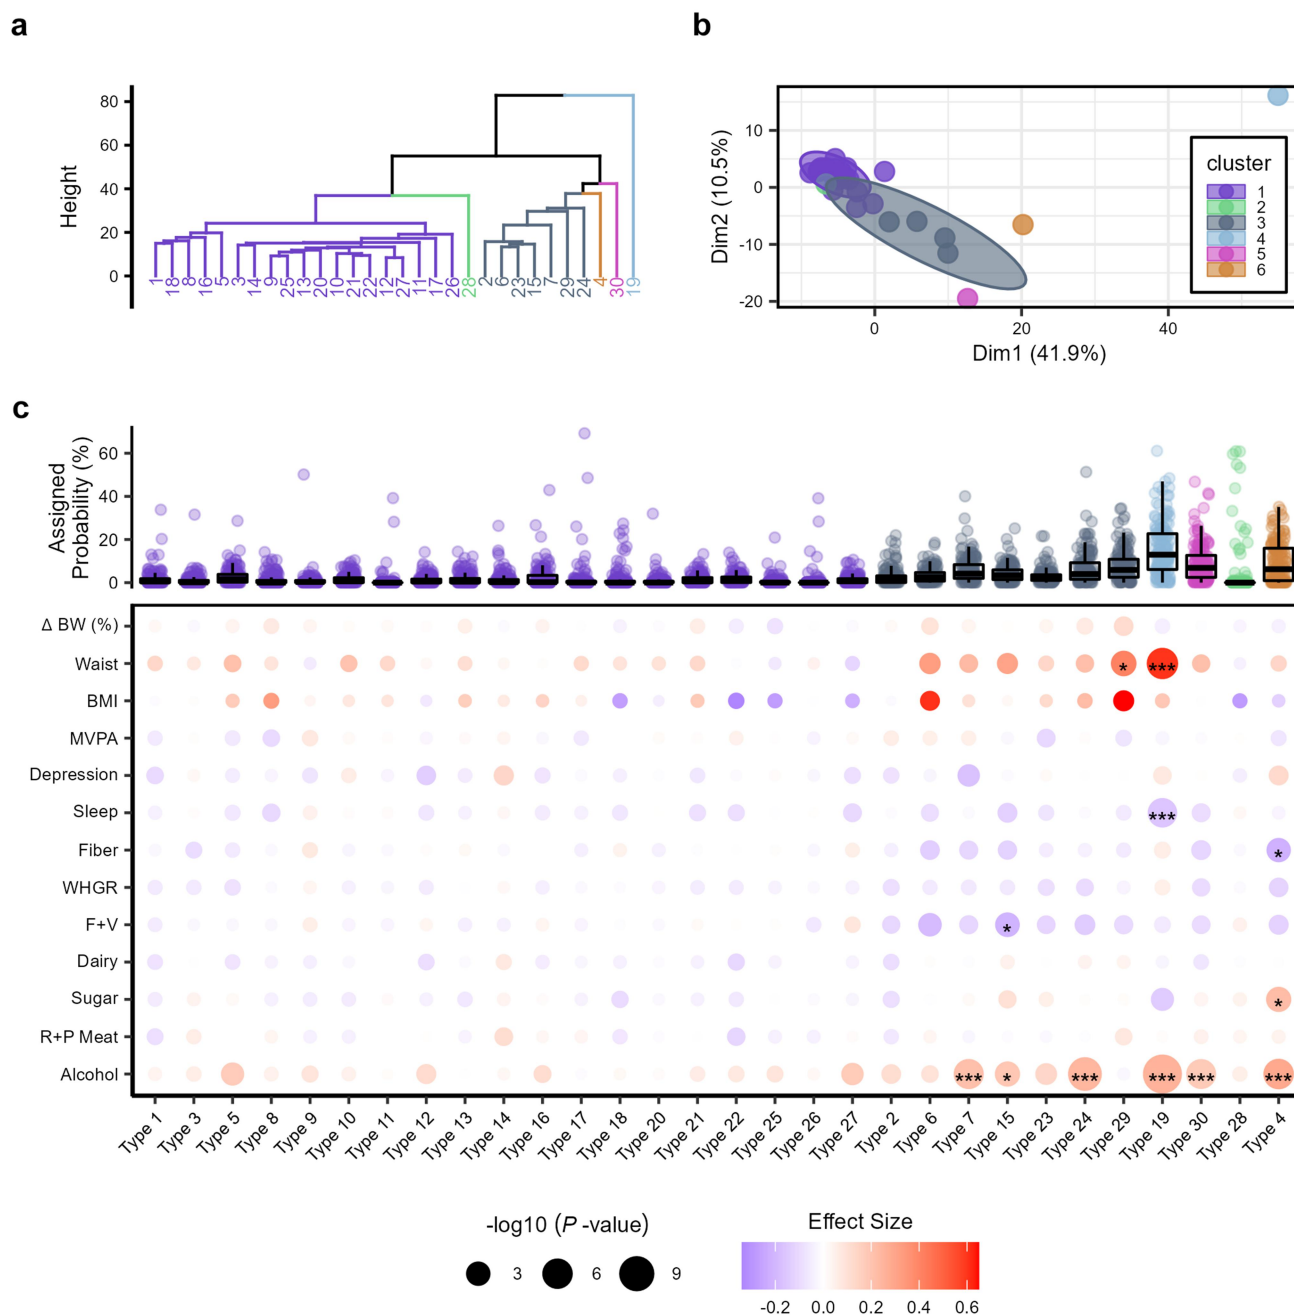 a
b
Height
80
60
40
20
0
1 18 8 16 5 3 14 9 25 13 20 10 21 22 12 27 11 17 26 28 2 6 23 15 7 29 24 4 30 19
Dim2 (10.5%)
10
0
-10
-20
0 20 40
Dim1 (41.9%)
cluster
1
2
3
4
5
6
c
Assigned
Probability (%)
60
40
20
0
Δ BW (%)
Waist * ***
BMI
MVPA
Depression
Sleep ***
Fiber *
WHGR
F+V *
Dairy
Sugar *
R+P Meat
Alcohol *** * *** *** *** ***
Type 1 Type 3 Type 5 Type 8 Type 9 Type 10 Type 11 Type 12 Type 13 Type 14 Type 16 Type 17 Type 18 Type 20 Type 21 Type 22 Type 25 Type 26 Type 27 Type 2 Type 6 Type 7 Type 15 Type 23 Type 24 Type 29 Type 19 Type 30 Type 28 Type 4
-log10 (P -value)
3 6 9
Effect Size
-0.2 0.0 0.2 0.4 0.6